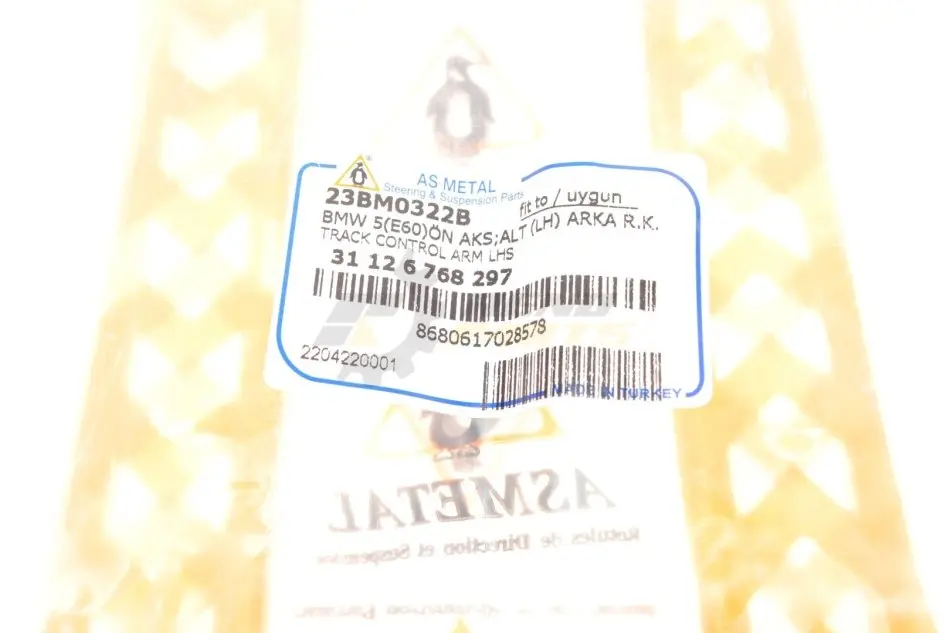 AS METAL
Steering & Suspension Parts
23BM0322B
fit to / uygun
BMW 5(E60)ÖN AKS;ALT (LH) ARKA R.K.
TRACK CONTROL ARM LHS
31 12 6 768 297
8680617028578
2204220001
MADE IN TURKEY
ASMETAL
Rotules de Direction et Suspension